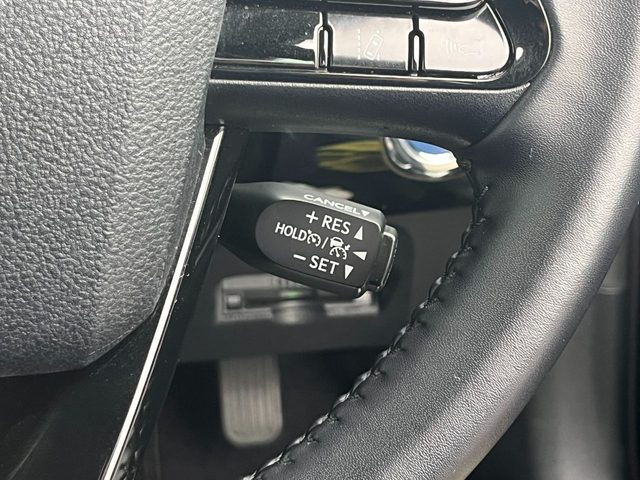 CANCEL
+ RES
HOLD /
− SET